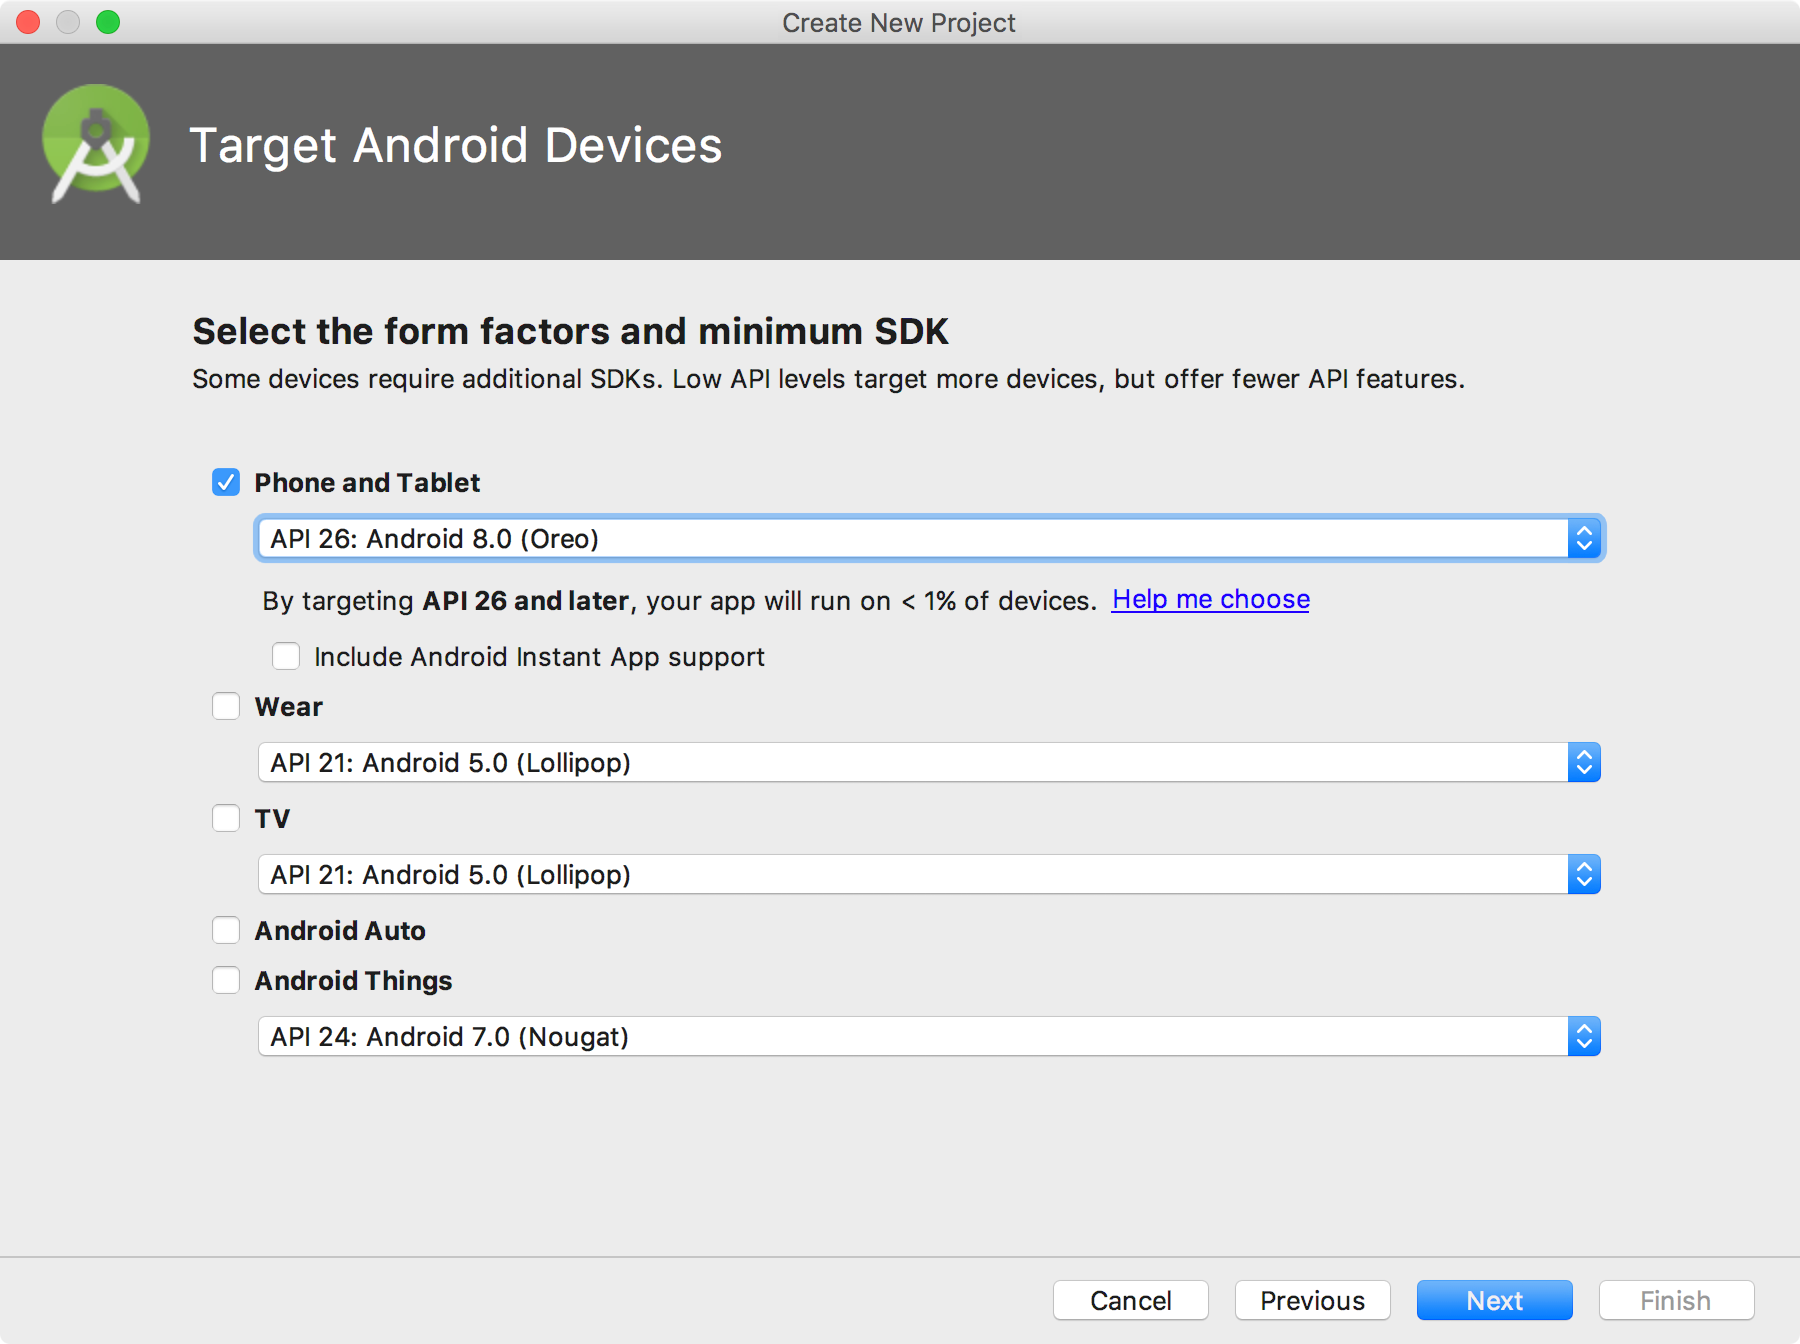 Create New Project
Target Android Devices
Select the form factors and minimum SDK
Some devices require additional SDKs. Low API levels target more devices, but offer fewer API features.
Phone and Tablet
API 26: Android 8.0 (Oreo)
By targeting API 26 and later, your app will run on < 1% of devices. Help me choose
Include Android Instant App support
Wear
API 21: Android 5.0 (Lollipop)
TV
API 21: Android 5.0 (Lollipop)
Android Auto
Android Things
API 24: Android 7.0 (Nougat)
Cancel Previous Next Finish